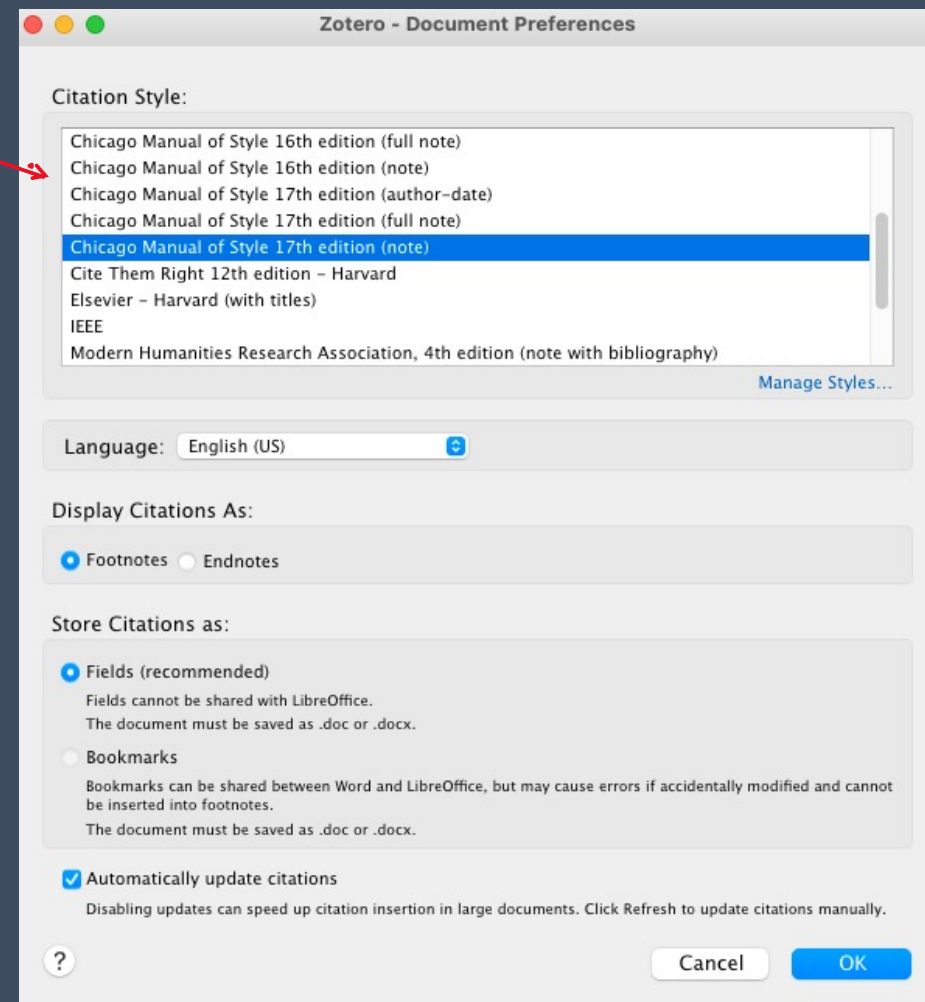 Zotero - Document Preferences
Citation Style:
Chicago Manual of Style 16th edition (full note)
Chicago Manual of Style 16th edition (note)
Chicago Manual of Style 17th edition (author-date)
Chicago Manual of Style 17th edition (full note)
Chicago Manual of Style 17th edition (note)
Cite Them Right 12th edition – Harvard
Elsevier – Harvard (with titles)
IEEE
Modern Humanities Research Association, 4th edition (note with bibliography)
Manage Styles...
Language: English (US)
Display Citations As:
Footnotes Endnotes
Store Citations as:
Fields (recommended)
Fields cannot be shared with LibreOffice.
The document must be saved as .doc or .docx.
Bookmarks
Bookmarks can be shared between Word and LibreOffice, but may cause errors if accidentally modified and cannot
be inserted into footnotes.
The document must be saved as .doc or .docx.
Automatically update citations
Disabling updates can speed up citation insertion in large documents. Click Refresh to update citations manually.
? Cancel OK